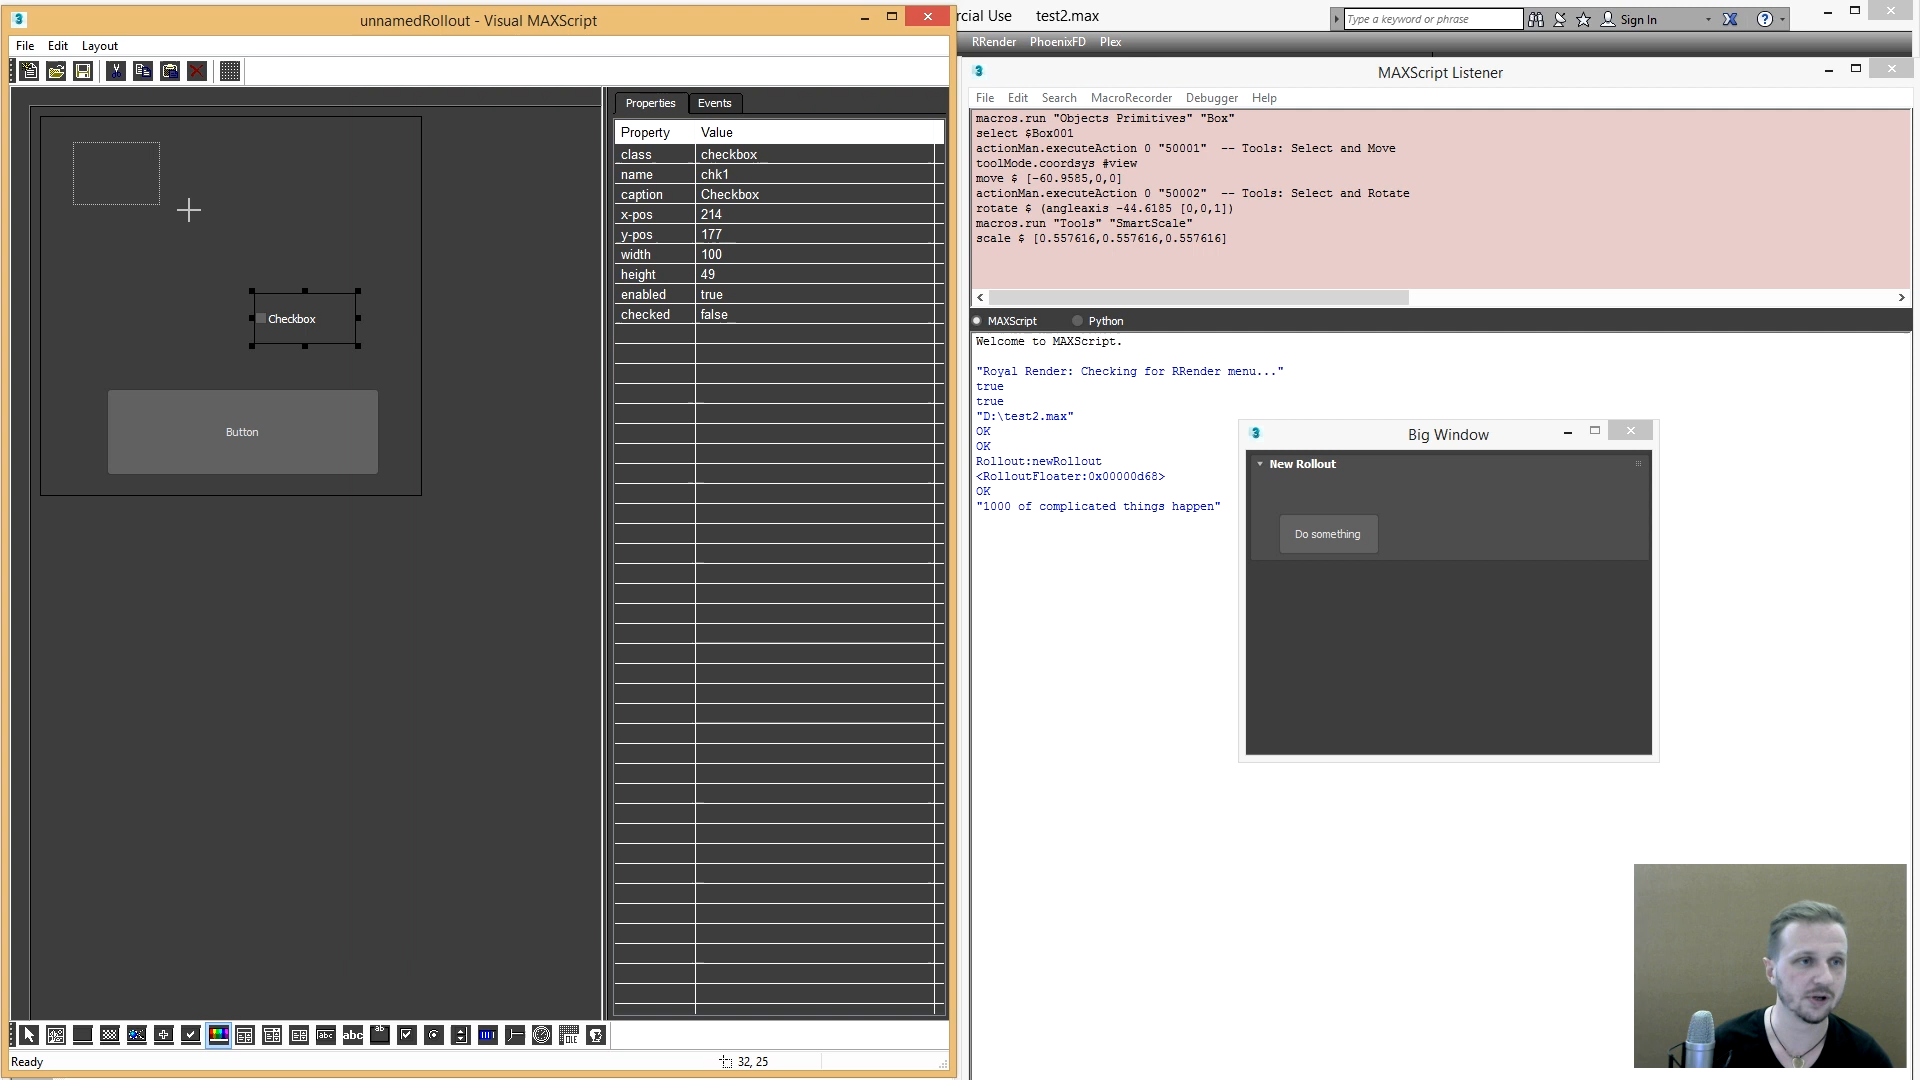 unnamedRollout - Visual MAXScript
File Edit Layout
Properties Events
Property Value
class checkbox
name chk1
caption Checkbox
x-pos 214
y-pos 177
width 100
height 49
enabled true
checked false
Checkbox
Button
Ready
32, 25
rcial Use test2.max
Type a keyword or phrase
Sign In
RRender PhoenixFD Plex
MAXScript Listener
File Edit Search MacroRecorder Debugger Help
macros.run "Objects Primitives" "Box"
select $Box001
actionMan.executeAction 0 "50001" -- Tools: Select and Move
toolMode.coordsys #view
move $ [-60.9585,0,0]
actionMan.executeAction 0 "50002" -- Tools: Select and Rotate
rotate $ (angleaxis -44.6185 [0,0,1])
macros.run "Tools" "SmartScale"
scale $ [0.557616,0.557616,0.557616]
MAXScript Python
Welcome to MAXScript.
"Royal Render: Checking for RRender menu..."
true
true
"D:\test2.max"
OK
OK
Rollout:newRollout
<RolloutFloater:0x00000d68>
OK
"1000 of complicated things happen"
Big Window
New Rollout
Do something